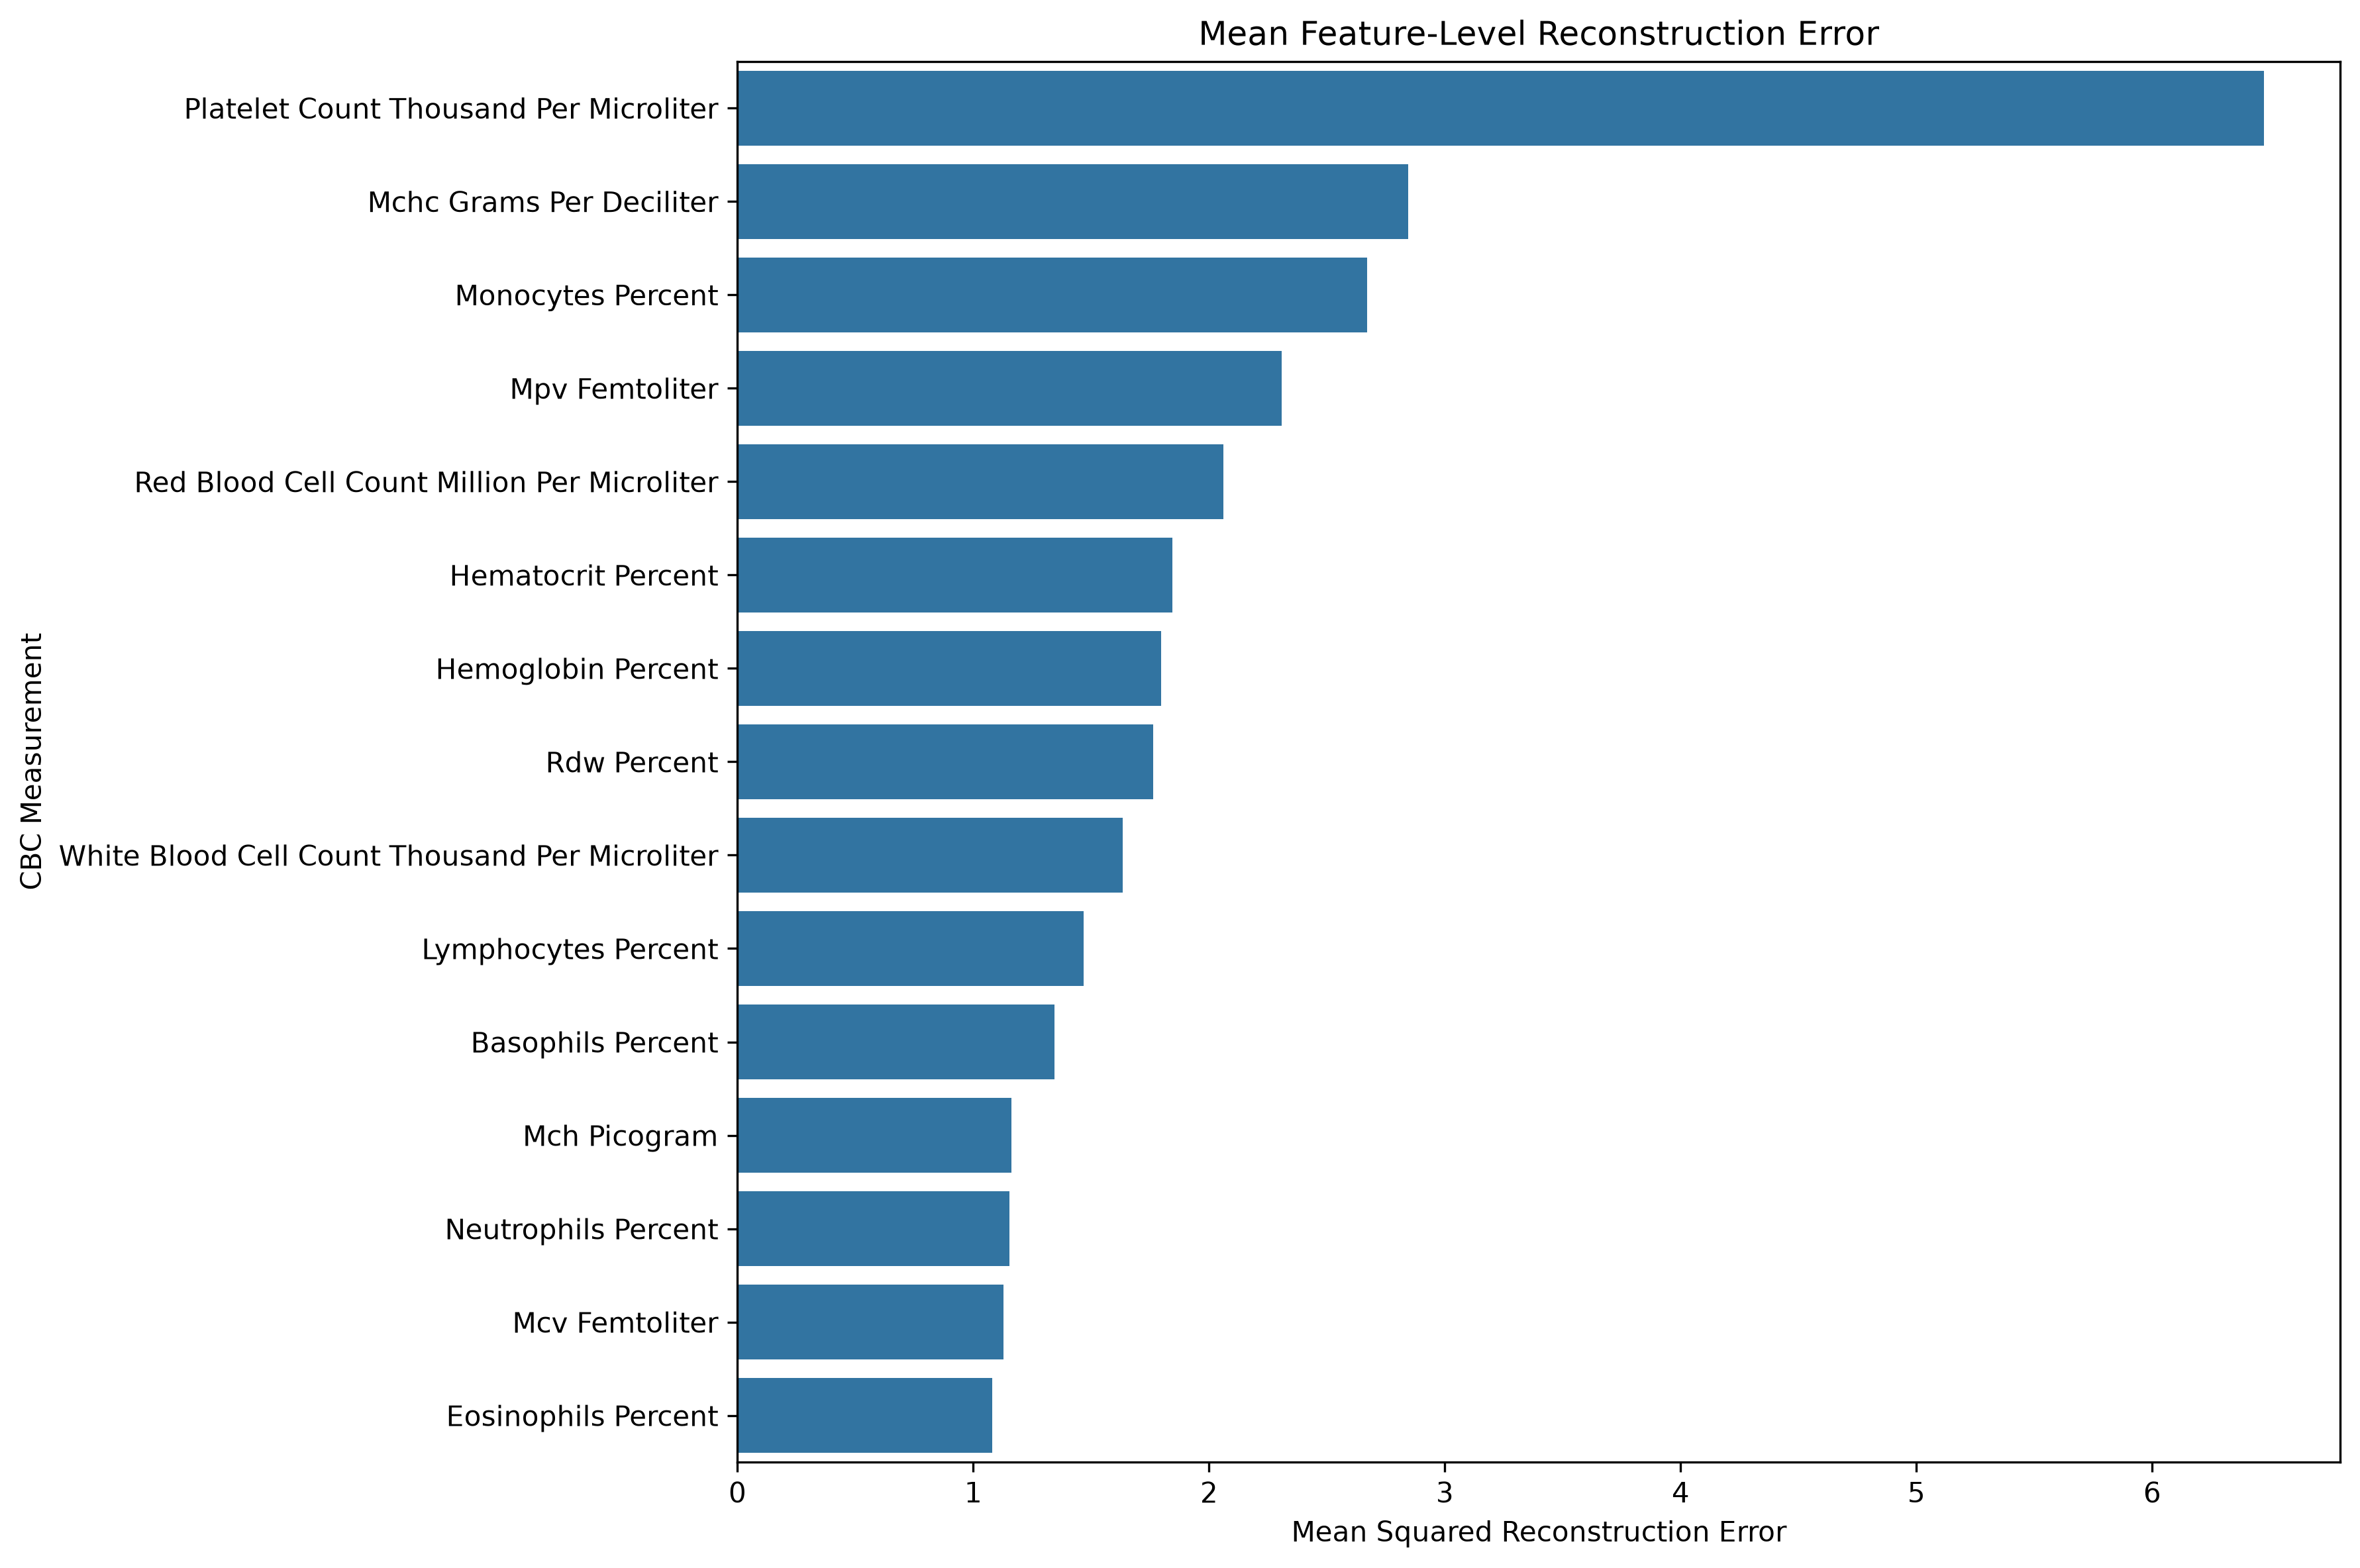 Mean Feature-Level Reconstruction Error
CBC Measurement
Platelet Count Thousand Per Microliter
Mchc Grams Per Deciliter
Monocytes Percent
Mpv Femtoliter
Red Blood Cell Count Million Per Microliter
Hematocrit Percent
Hemoglobin Percent
Rdw Percent
White Blood Cell Count Thousand Per Microliter
Lymphocytes Percent
Basophils Percent
Mch Picogram
Neutrophils Percent
Mcv Femtoliter
Eosinophils Percent
0 1 2 3 4 5 6
Mean Squared Reconstruction Error